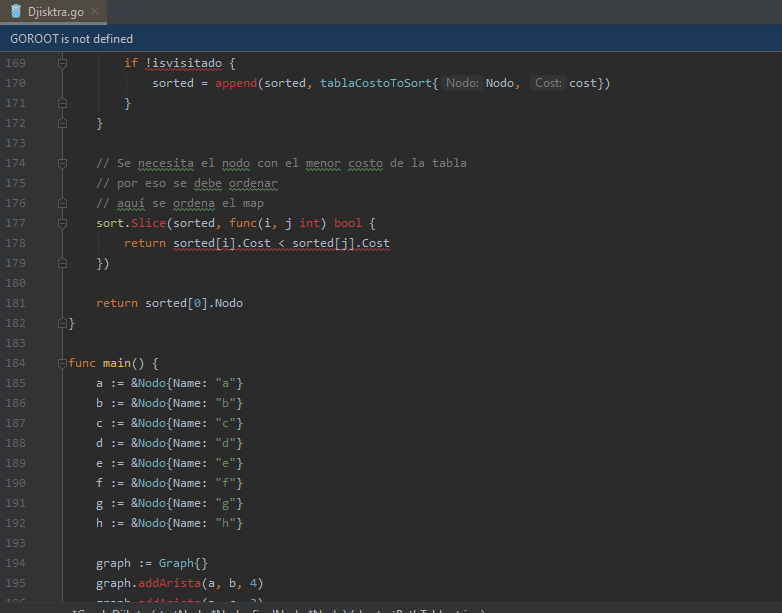 Djisktra.go
GOROOT is not defined
169 if !isvisitado {
170 sorted = append(sorted, tablaCostoToSort{ Nodo: Nodo, Cost: cost})
171 }
172 }
173
174 // Se necesita el nodo con el menor costo de la tabla
175 // por eso se debe ordenar
176 // aquí se ordena el map
177 sort.Slice(sorted, func(i, j int) bool {
178 return sorted[i].Cost < sorted[j].Cost
179 })
180
181 return sorted[0].Nodo
182 }
183
184 func main() {
185 a := &Nodo{Name: "a"}
186 b := &Nodo{Name: "b"}
187 c := &Nodo{Name: "c"}
188 d := &Nodo{Name: "d"}
189 e := &Nodo{Name: "e"}
190 f := &Nodo{Name: "f"}
191 g := &Nodo{Name: "g"}
192 h := &Nodo{Name: "h"}
193
194 graph := Graph{}
195 graph.addArista(a, b, 4)